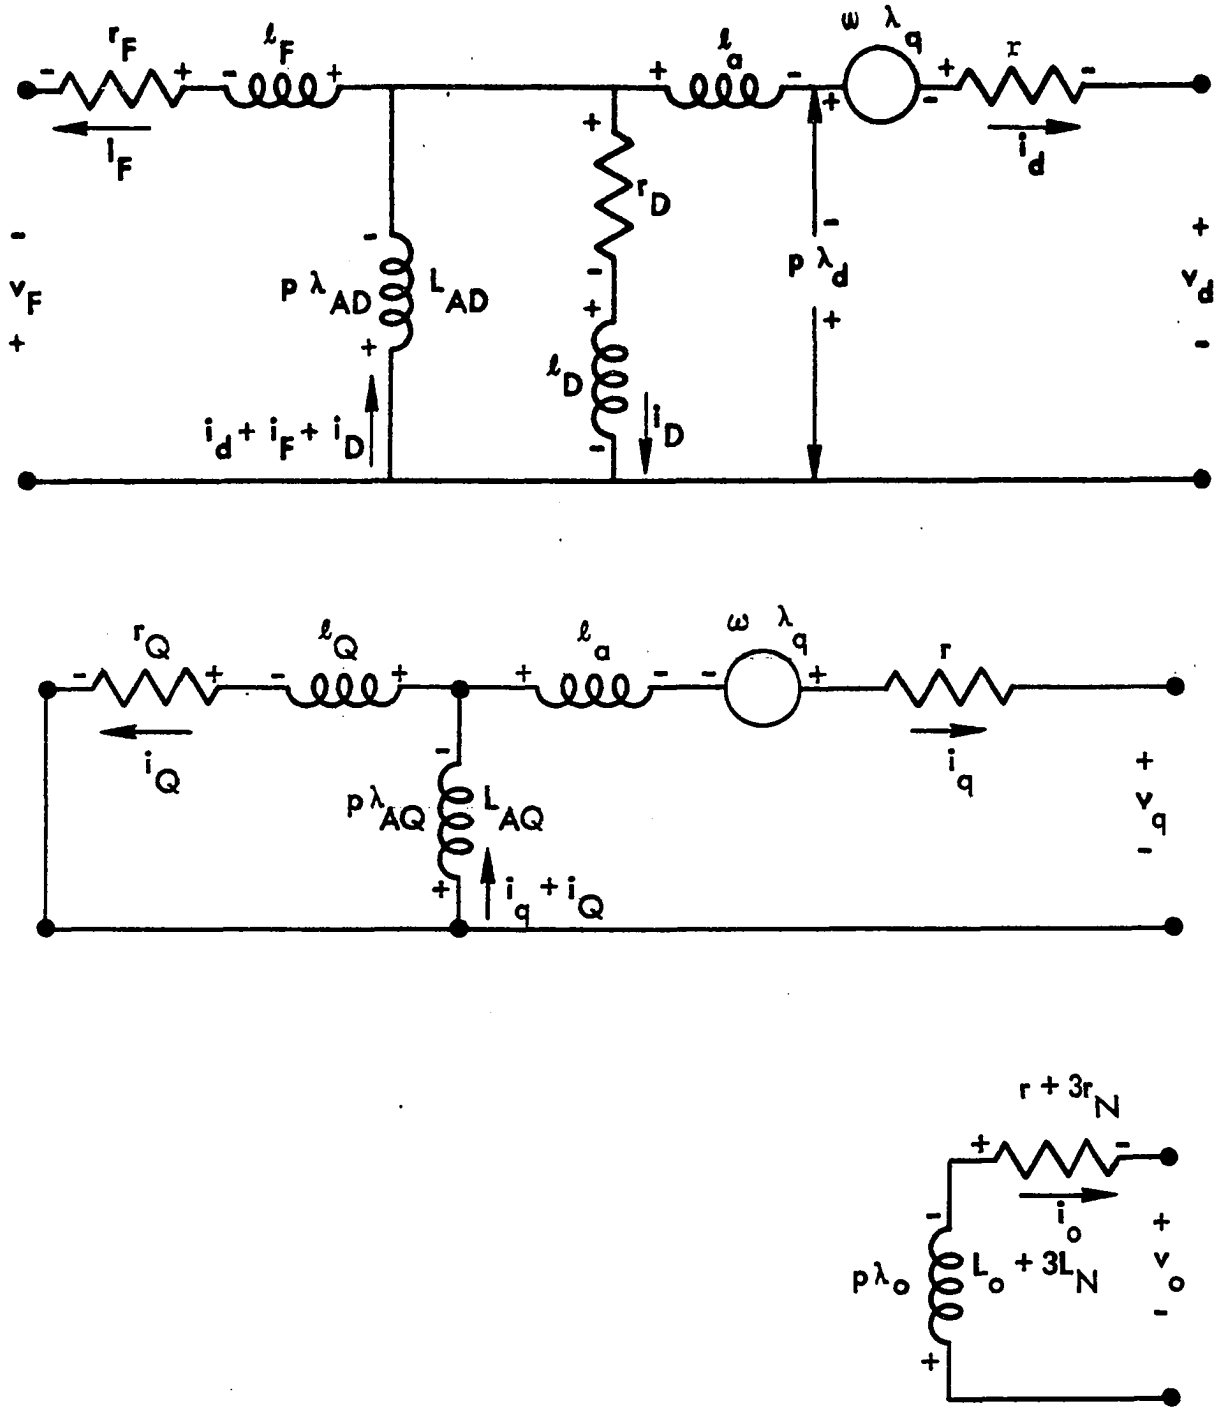 r_F ℓ_F ℓ_a ω λ_q r
- + - + + - + - + -
i_F i_d
+
r_D
- - - - +
p λ_AD L_AD p λ_d
v_F v_d
+ + + + -
ℓ_D
i_d + i_F + i_D - i_D
r_Q ℓ_Q ℓ_a ω λ_q r
- + - + + - - +
i_Q i_q
- +
p λ_AQ L_AQ v_q
-
+ i_q + i_Q
r + 3r_N
+ -
i_o
- +
p λ_o L_o + 3L_N v_o
-
+